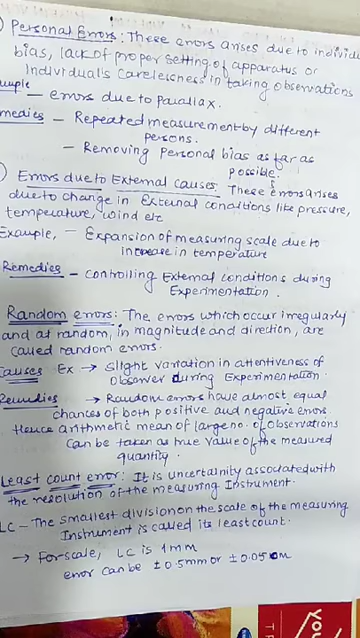 ) Personal Errors: These errors arises due to individu
bias, lack of proper setting of apparatus or
Individual's carelessness in taking observations
ample - errors due to parallax.
medies - Repeated measurement by different
persons.
- Removing Personal bias as far as
possible.
) Errors due to External causes. These errors arises
due to change in External conditions like pressure,
temperature, wind etc
Example, - Expansion of measuring scale due to
increase in temperature
Remedies - controlling External conditions during
Experimentation.
Random errors: The errors which occur irregularly
and at random, in magnitude and direction, are
called random errors.
Causes Ex → slight variation in attentiveness of
Observer during Experimentation.
Remedies → Random errors have almost equal
chances of both positive and negative errors
Hence arithmetic mean of large no. of observations
can be taken as true value of the measured
quantity.
Least count error: It is uncertainity associated with
the resolution of the measuring Instrument.
LC - The smallest division on the scale of the measuring
Instrument is called its least count.
→ For scale, LC is 1 mm
error can be ± 0.5 mm or ± 0.05 cm
YOU